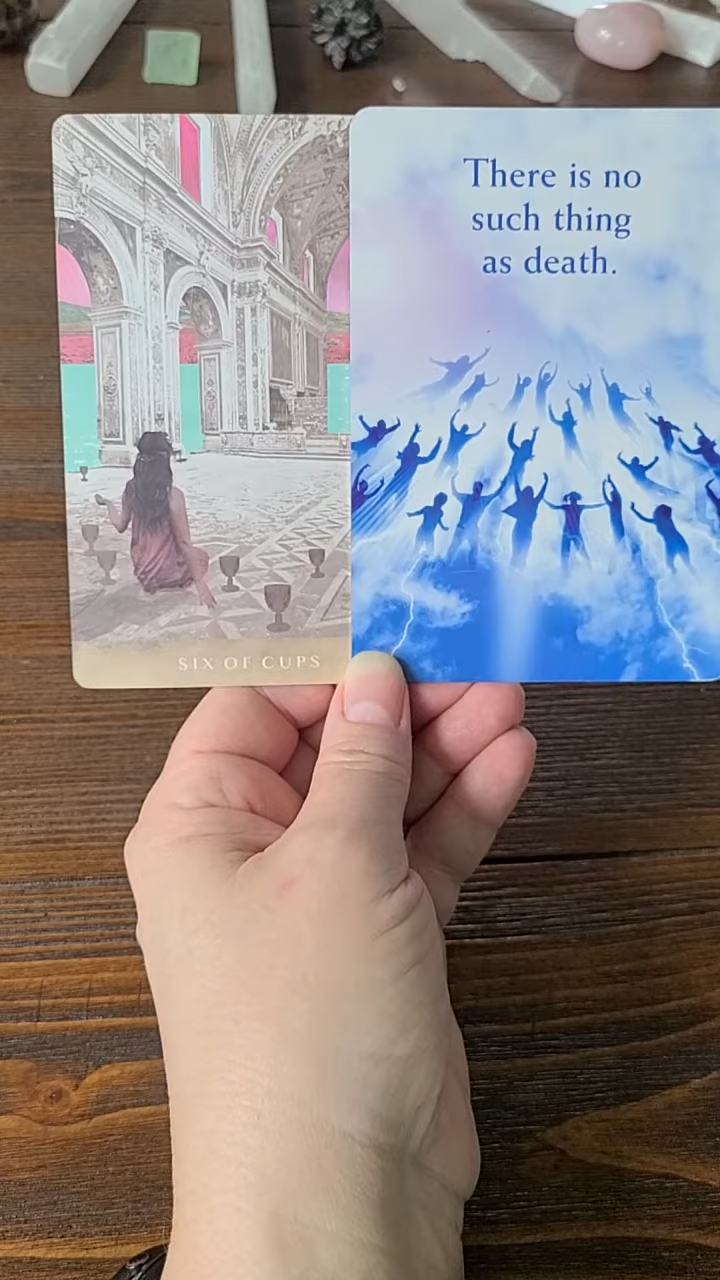 There is no
such thing
as death.
SIX OF CUPS